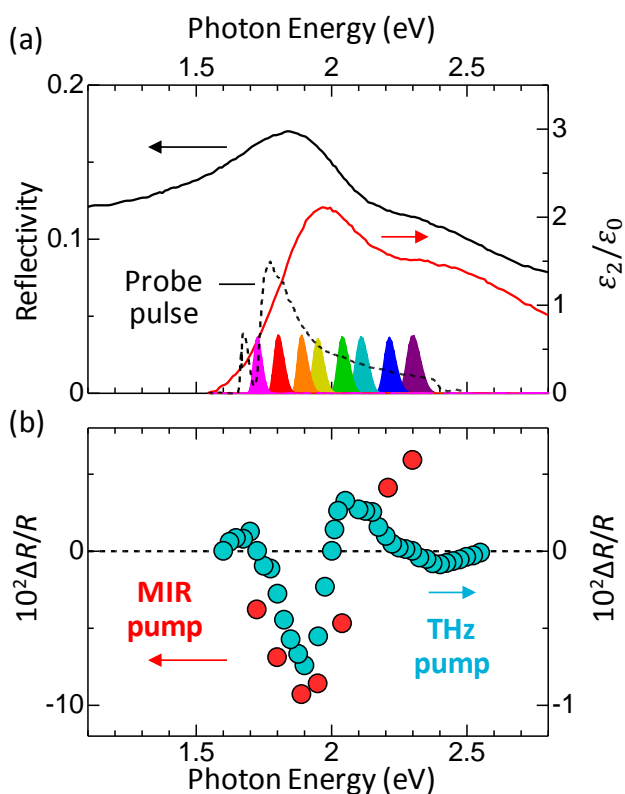 Photon Energy (eV)
(a)
1.5 2 2.5
0.2
0.1
0
Reflectivity
3
2
1
0
ε₂/ε₀
Probe
pulse
(b)
0
-10
10²ΔR/R
MIR
pump
THz
pump
0
-1
10²ΔR/R
1.5 2 2.5
Photon Energy (eV)